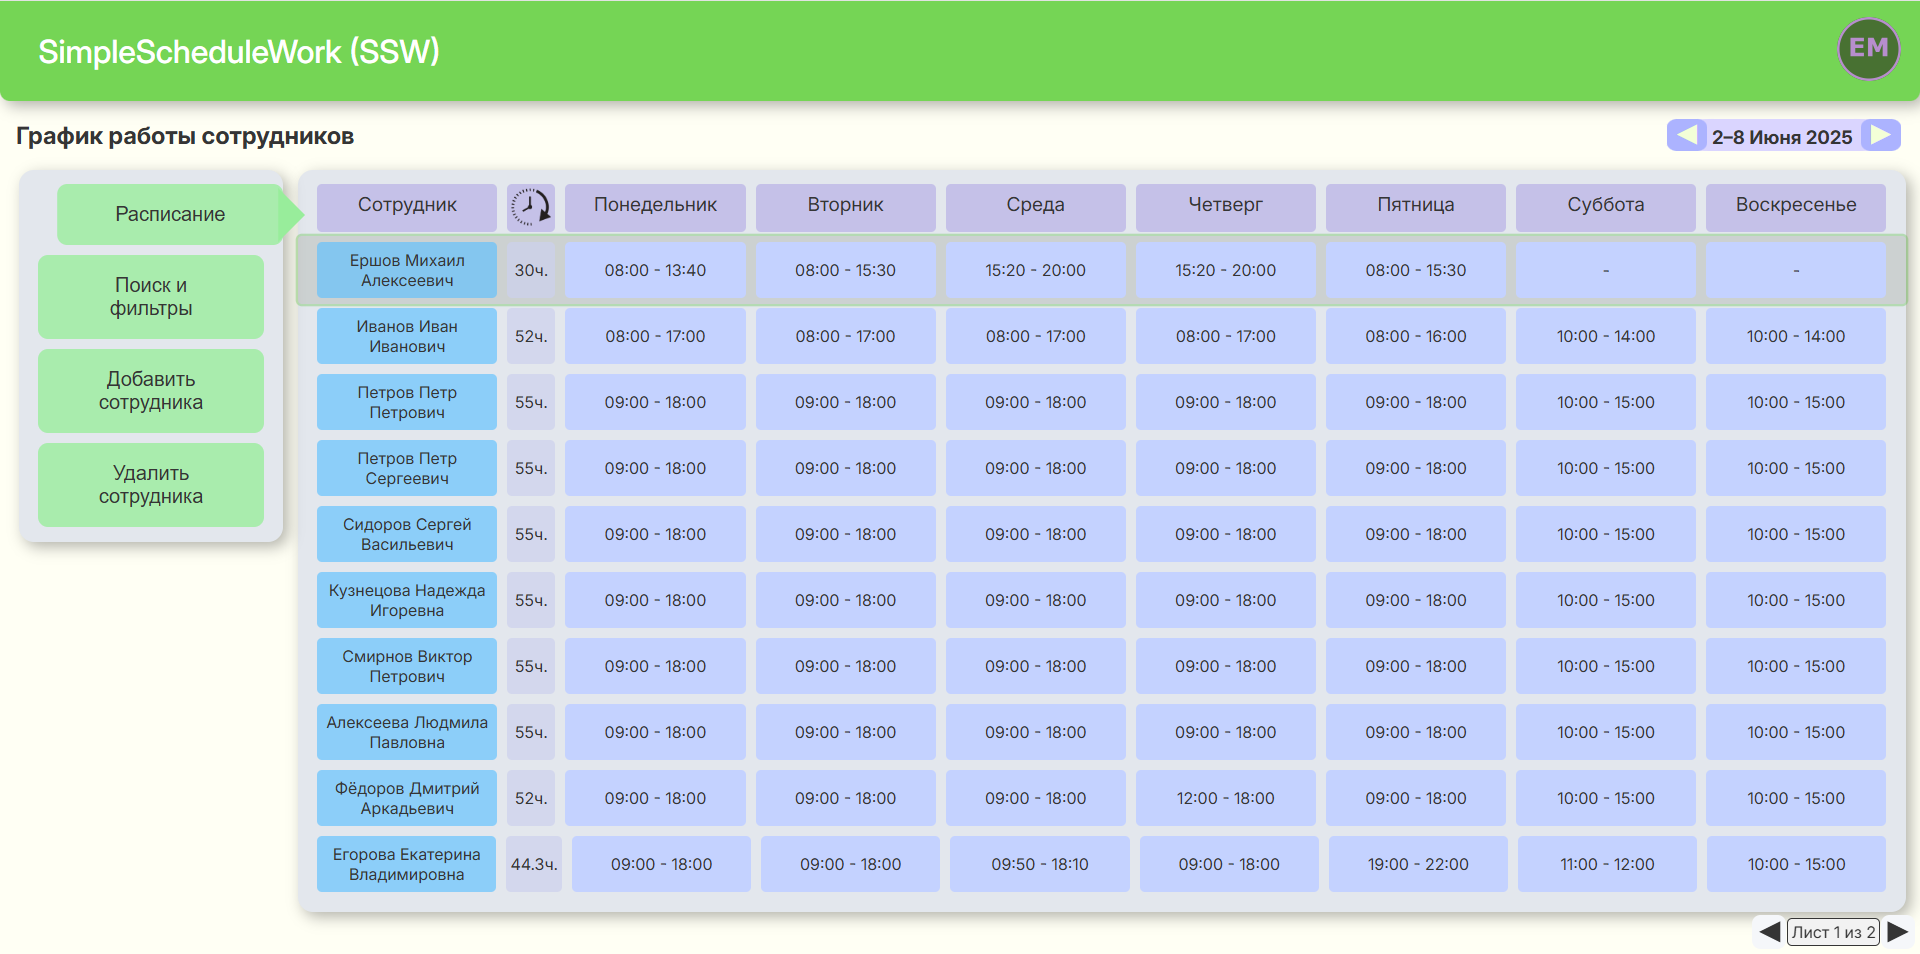 SimpleScheduleWork (SSW)
EM
График работы сотрудников
2–8 Июня 2025
Расписание
Поиск и
фильтры
Добавить
сотрудника
Удалить
сотрудника
Сотрудник Понедельник Вторник Среда Четверг Пятница Суббота Воскресенье
Ершов Михаил
Алексеевич
30ч. 08:00 - 13:40 08:00 - 15:30 15:20 - 20:00 15:20 - 20:00 08:00 - 15:30 - -
Иванов Иван
Иванович
52ч. 08:00 - 17:00 08:00 - 17:00 08:00 - 17:00 08:00 - 17:00 08:00 - 16:00 10:00 - 14:00 10:00 - 14:00
Петров Петр
Петрович
55ч. 09:00 - 18:00 09:00 - 18:00 09:00 - 18:00 09:00 - 18:00 09:00 - 18:00 10:00 - 15:00 10:00 - 15:00
Петров Петр
Сергеевич
55ч. 09:00 - 18:00 09:00 - 18:00 09:00 - 18:00 09:00 - 18:00 09:00 - 18:00 10:00 - 15:00 10:00 - 15:00
Сидоров Сергей
Васильевич
55ч. 09:00 - 18:00 09:00 - 18:00 09:00 - 18:00 09:00 - 18:00 09:00 - 18:00 10:00 - 15:00 10:00 - 15:00
Кузнецова Надежда
Игоревна
55ч. 09:00 - 18:00 09:00 - 18:00 09:00 - 18:00 09:00 - 18:00 09:00 - 18:00 10:00 - 15:00 10:00 - 15:00
Смирнов Виктор
Петрович
55ч. 09:00 - 18:00 09:00 - 18:00 09:00 - 18:00 09:00 - 18:00 09:00 - 18:00 10:00 - 15:00 10:00 - 15:00
Алексеева Людмила
Павловна
55ч. 09:00 - 18:00 09:00 - 18:00 09:00 - 18:00 09:00 - 18:00 09:00 - 18:00 10:00 - 15:00 10:00 - 15:00
Фёдоров Дмитрий
Аркадьевич
52ч. 09:00 - 18:00 09:00 - 18:00 09:00 - 18:00 12:00 - 18:00 09:00 - 18:00 10:00 - 15:00 10:00 - 15:00
Егорова Екатерина
Владимировна
44.3ч. 09:00 - 18:00 09:00 - 18:00 09:50 - 18:10 09:00 - 18:00 19:00 - 22:00 11:00 - 12:00 10:00 - 15:00
Лист 1 из 2